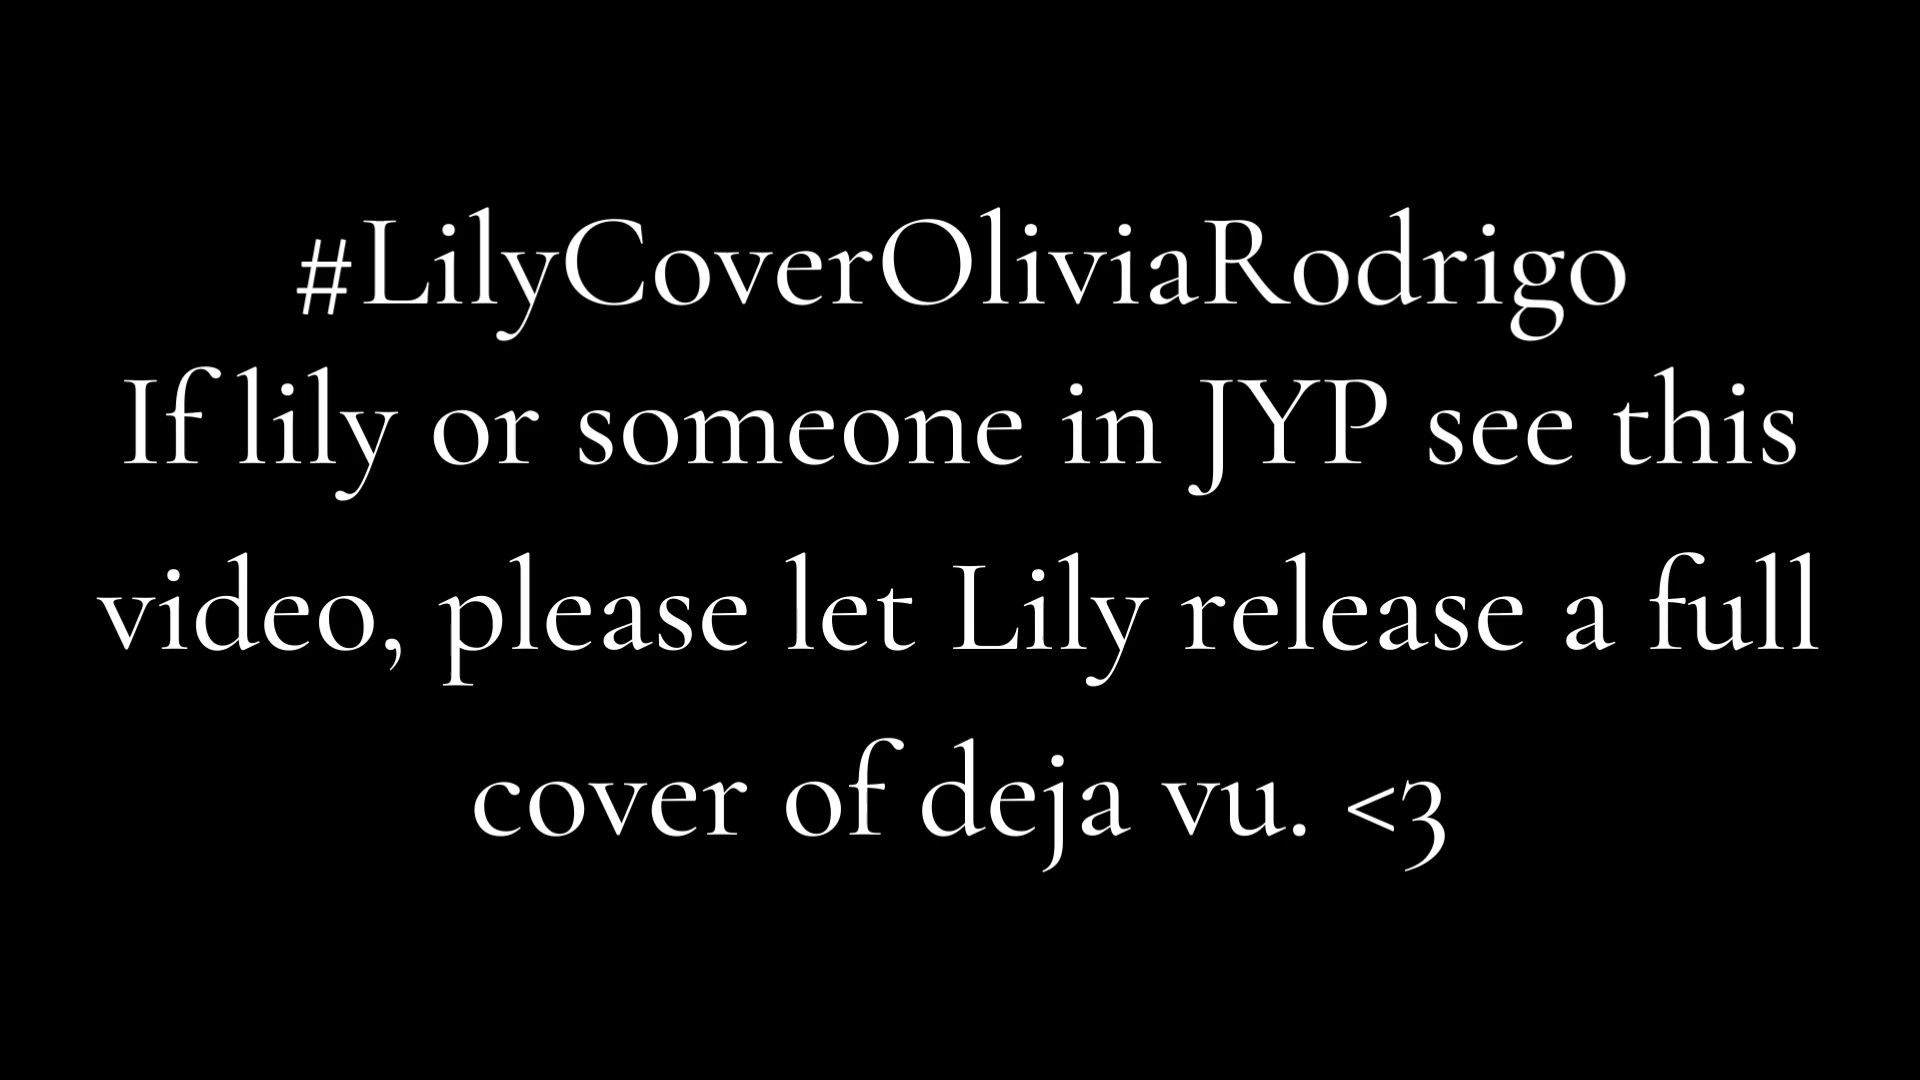 #LilyCoverOliviaRodrigo
If lily or someone in JYP see this
video, please let Lily release a full
cover of deja vu. <3